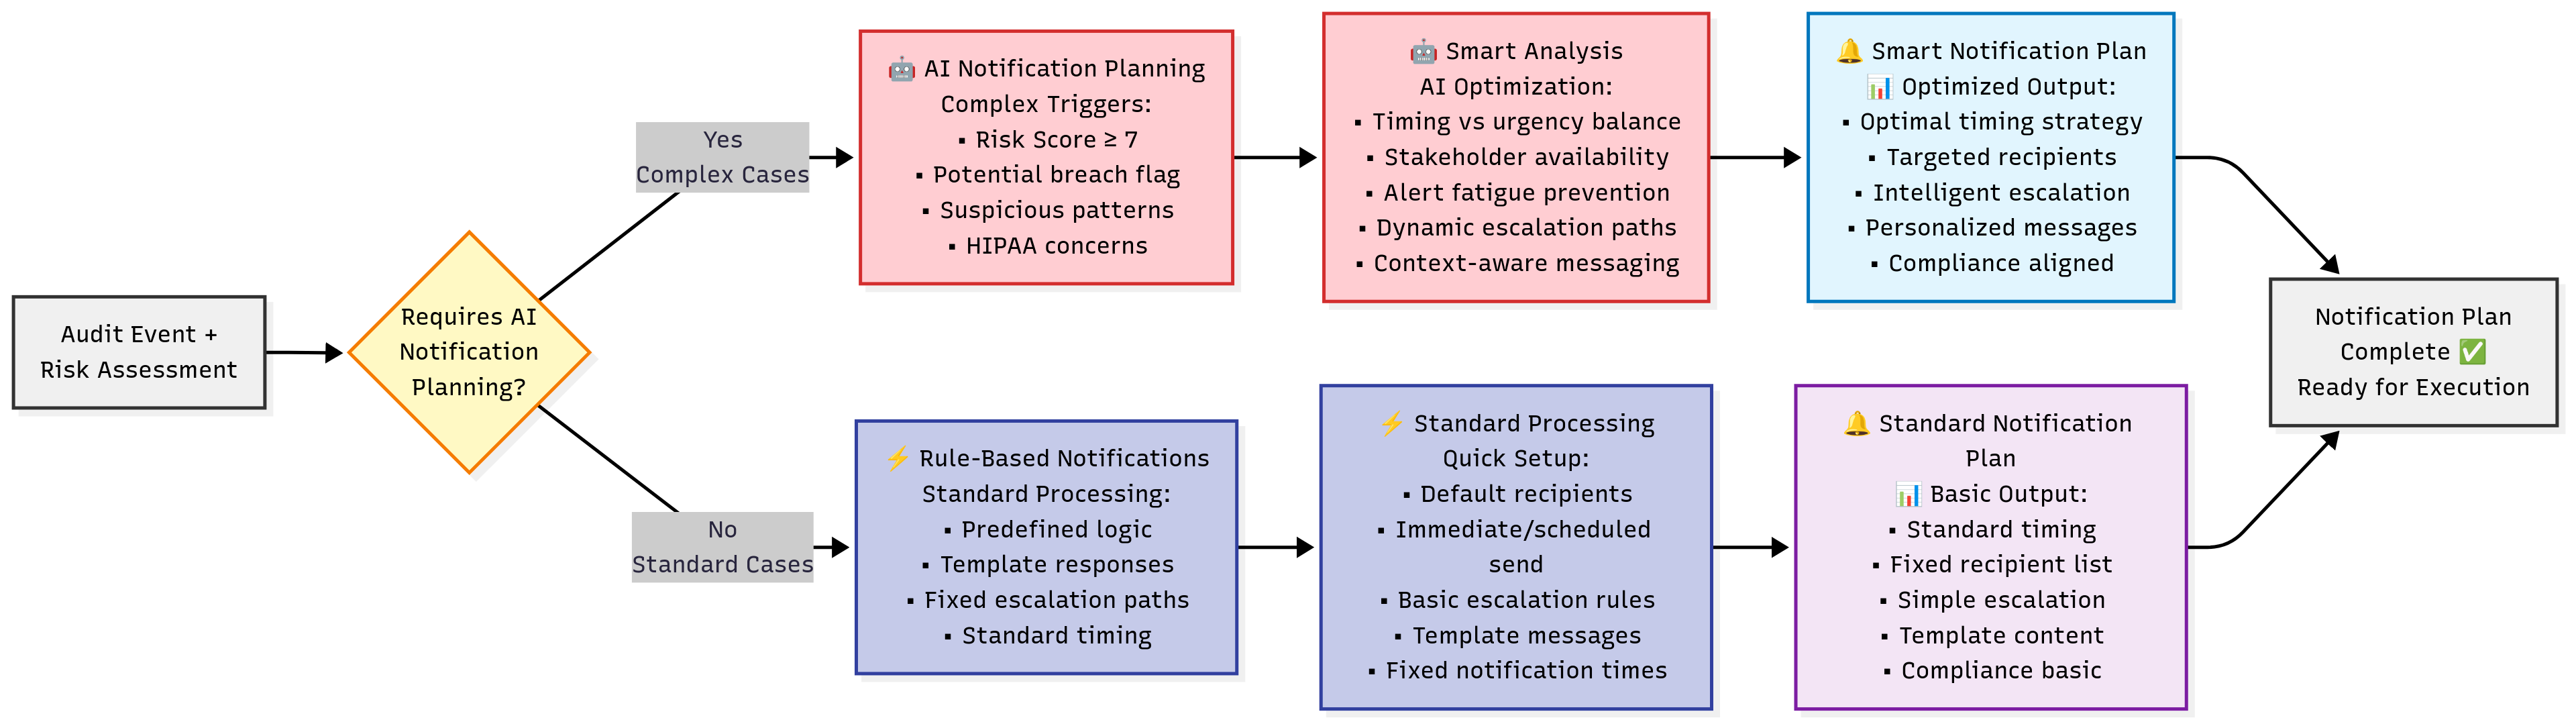 Audit Event +
Risk Assessment
Requires AI
Notification
Planning?
Yes
Complex Cases
🤖 AI Notification Planning
Complex Triggers:
▪ Risk Score ≥ 7
▪ Potential breach flag
▪ Suspicious patterns
▪ HIPAA concerns
🤖 Smart Analysis
AI Optimization:
▪ Timing vs urgency balance
▪ Stakeholder availability
▪ Alert fatigue prevention
▪ Dynamic escalation paths
▪ Context-aware messaging
🔔 Smart Notification Plan
📊 Optimized Output:
▪ Optimal timing strategy
▪ Targeted recipients
▪ Intelligent escalation
▪ Personalized messages
▪ Compliance aligned
No
Standard Cases
⚡ Rule-Based Notifications
Standard Processing:
▪ Predefined logic
▪ Template responses
▪ Fixed escalation paths
▪ Standard timing
⚡ Standard Processing
Quick Setup:
▪ Default recipients
▪ Immediate/scheduled
send
▪ Basic escalation rules
▪ Template messages
▪ Fixed notification times
🔔 Standard Notification
Plan
📊 Basic Output:
▪ Standard timing
▪ Fixed recipient list
▪ Simple escalation
▪ Template content
▪ Compliance basic
Notification Plan
Complete ✅
Ready for Execution